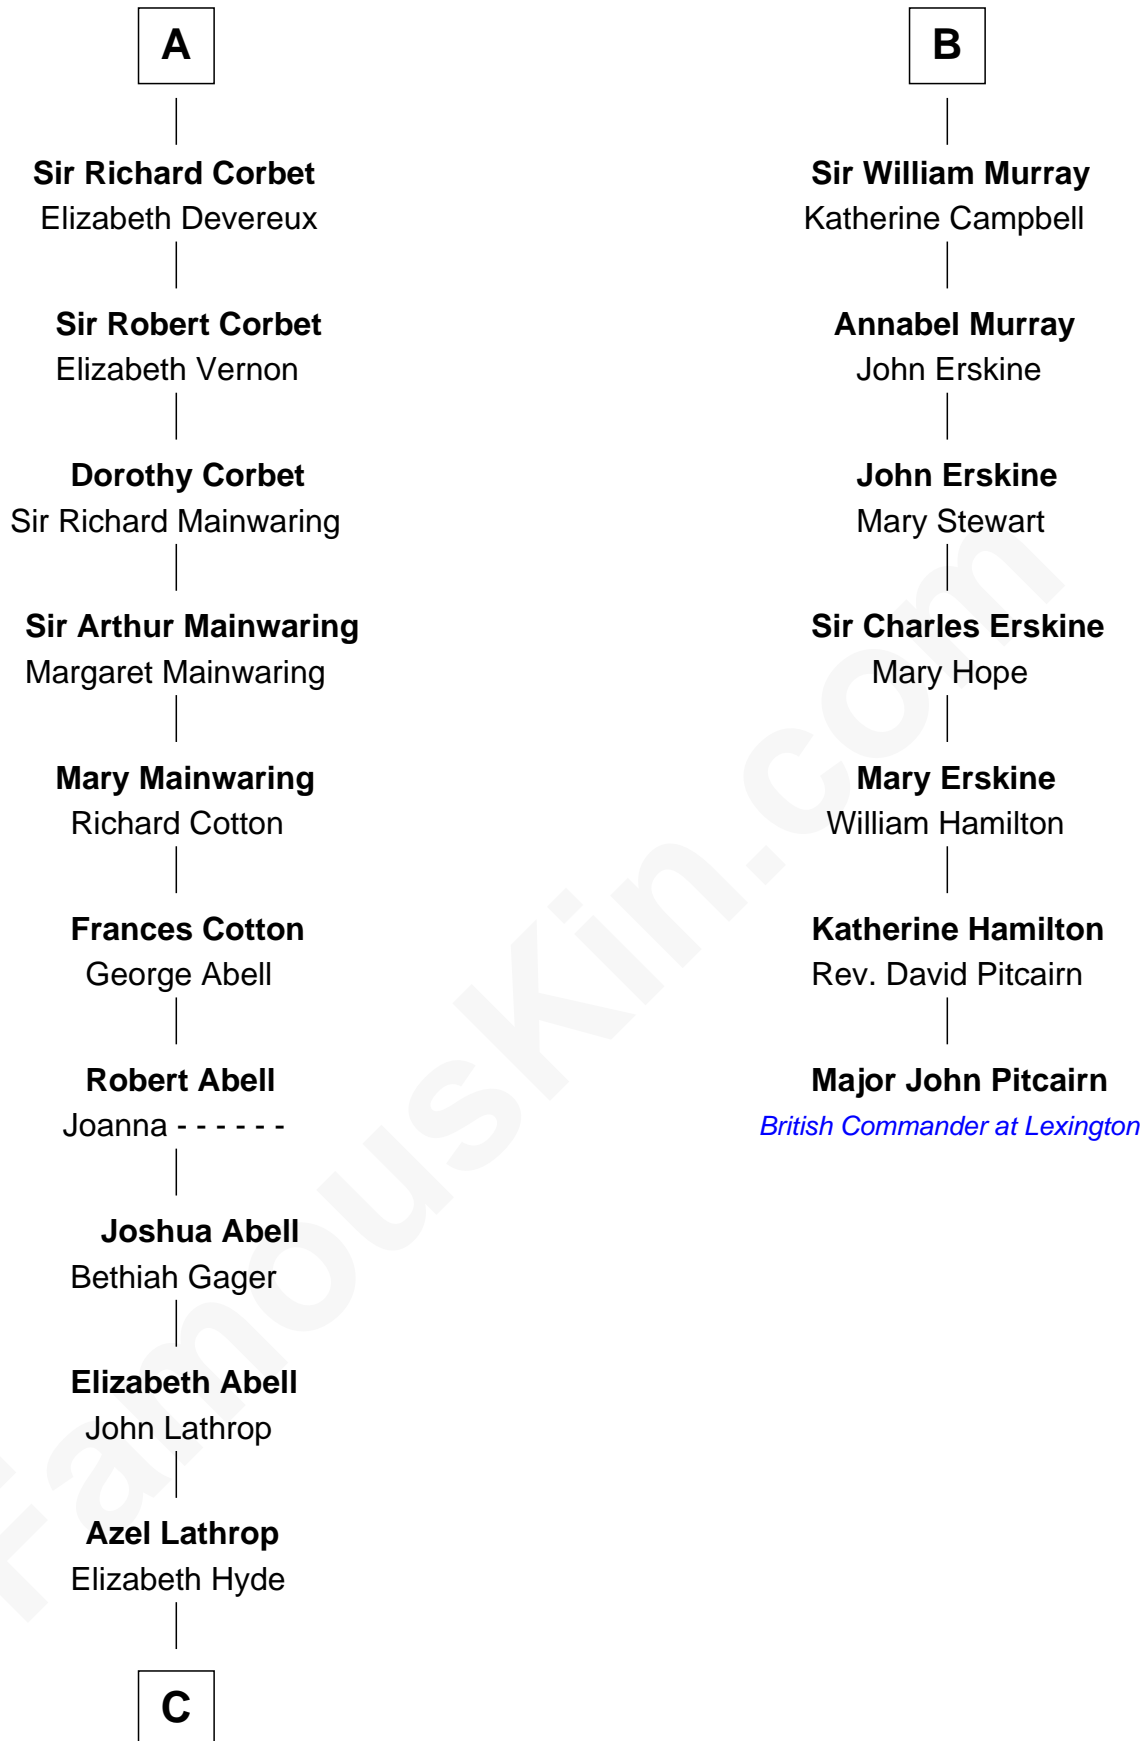 A
Sir Richard Corbet
Elizabeth Devereux
Sir Robert Corbet
Elizabeth Vernon
Dorothy Corbet
Sir Richard Mainwaring
Sir Arthur Mainwaring
Margaret Mainwaring
Mary Mainwaring
Richard Cotton
Frances Cotton
George Abell
Robert Abell
Joanna - - - - - -
Joshua Abell
Bethiah Gager
Elizabeth Abell
John Lathrop
Azel Lathrop
Elizabeth Hyde
C
B
Sir William Murray
Katherine Campbell
Annabel Murray
John Erskine
John Erskine
Mary Stewart
Sir Charles Erskine
Mary Hope
Mary Erskine
William Hamilton
Katherine Hamilton
Rev. David Pitcairn
Major John Pitcairn
British Commander at Lexington
FamousKin.com